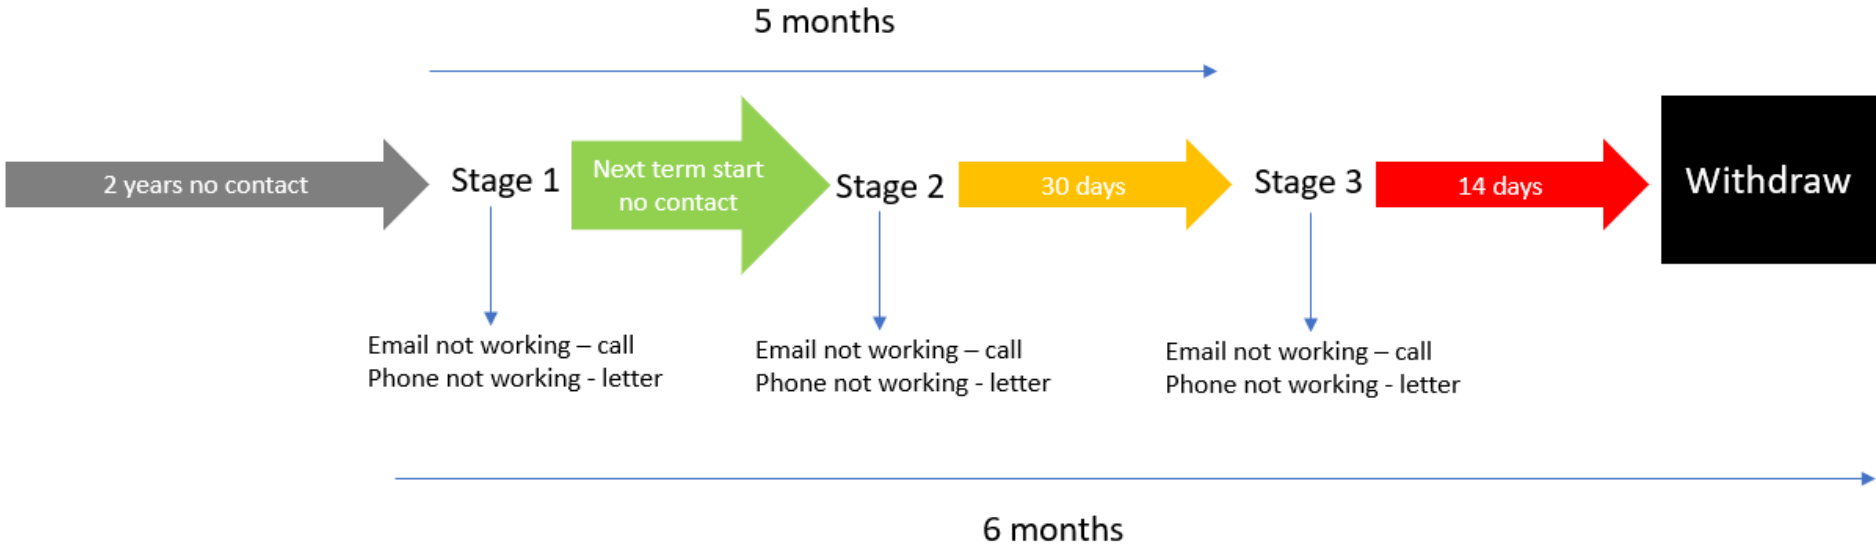 5 months
2 years no contact
Stage 1
Next term start
no contact
Stage 2
30 days
Stage 3
14 days
Withdraw
Email not working – call
Phone not working - letter
Email not working – call
Phone not working - letter
Email not working – call
Phone not working - letter
6 months